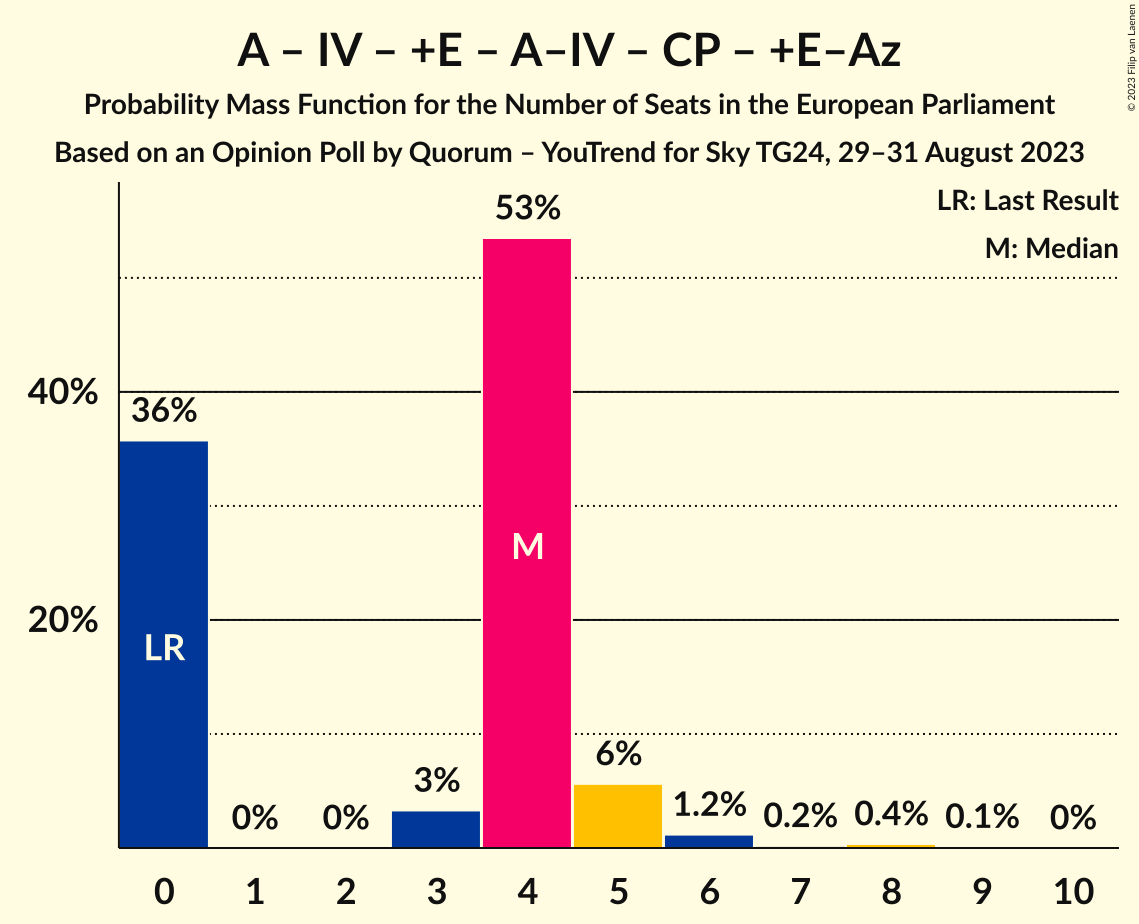 A – IV – +E – A–IV – CP – +E–Az
Probability Mass Function for the Number of Seats in the European Parliament
Based on an Opinion Poll by Quorum – YouTrend for Sky TG24, 29–31 August 2023
© 2023 Filip van Laenen
LR: Last Result
M: Median
53%
40%
36%
M
20%
LR
6%
3%
1.2%
0.2%
0.4%
0.1%
0%
0%
0%
0 1 2 3 4 5 6 7 8 9 10